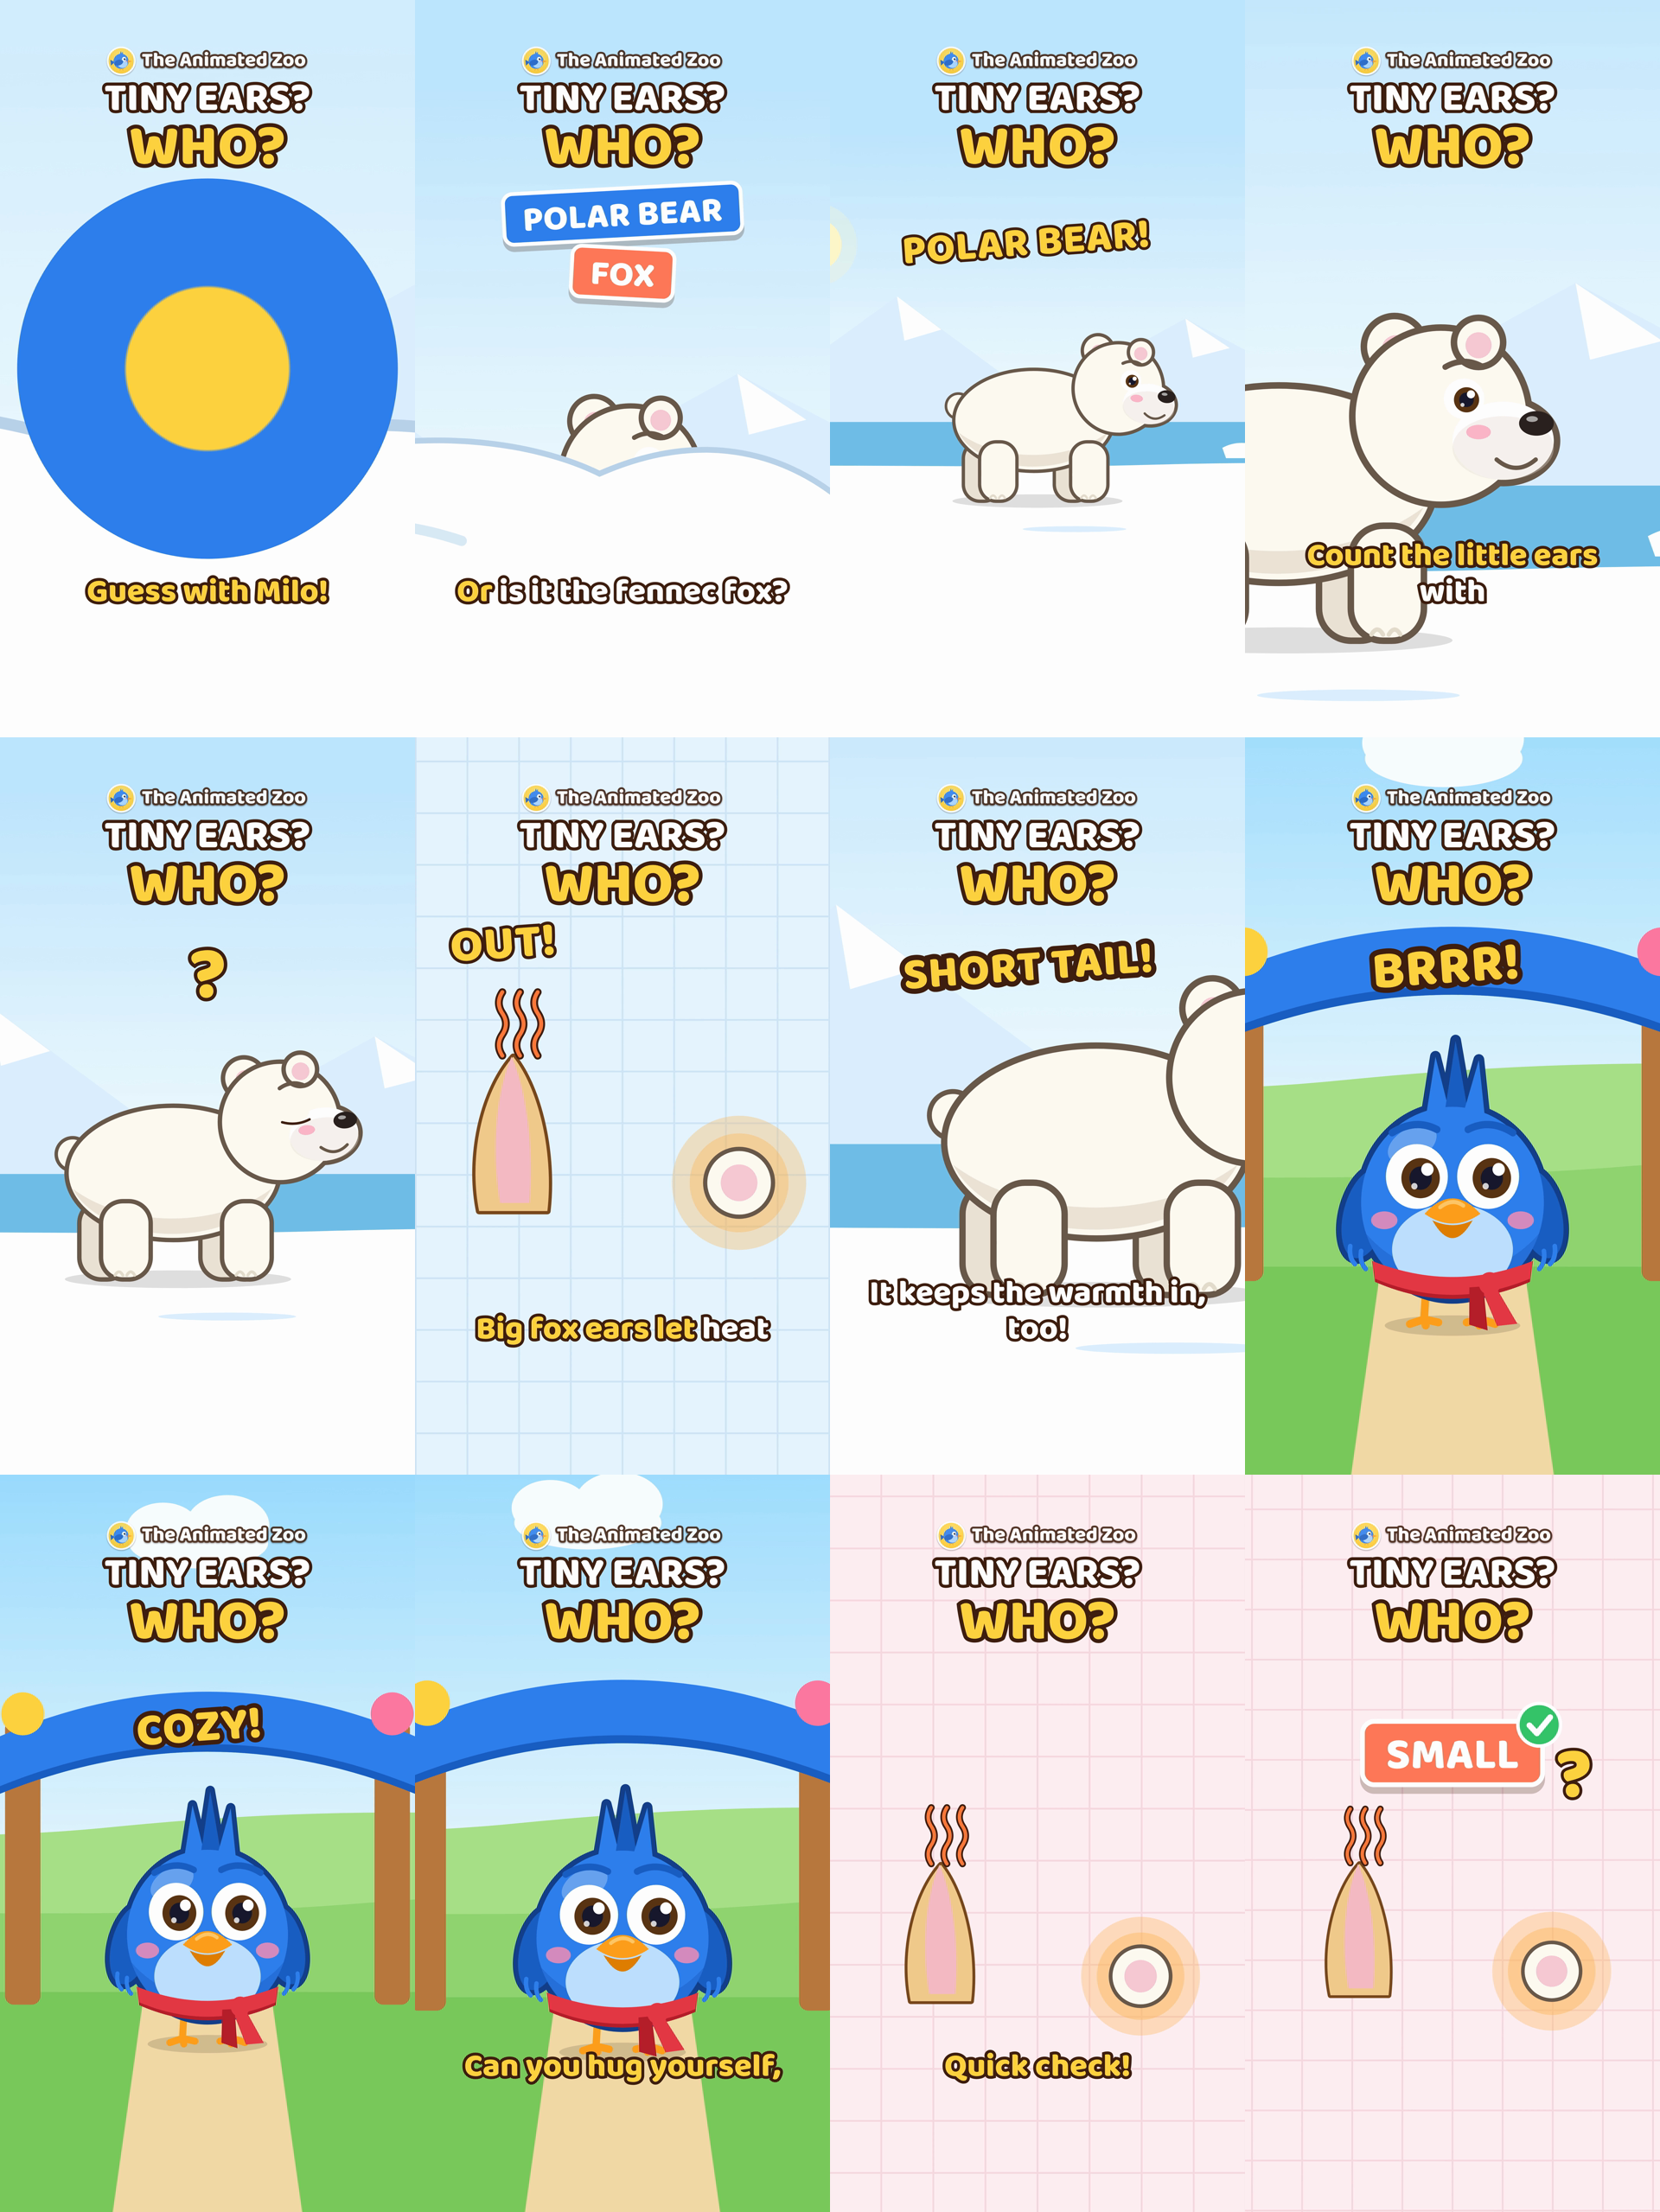 The Animated Zoo
TINY EARS?
WHO?
Guess with Milo!
The Animated Zoo
TINY EARS?
WHO?
POLAR BEAR
FOX
Or is it the fennec fox?
The Animated Zoo
TINY EARS?
WHO?
POLAR BEAR!
The Animated Zoo
TINY EARS?
WHO?
Count the little ears
with
The Animated Zoo
TINY EARS?
WHO?
?
The Animated Zoo
TINY EARS?
WHO?
OUT!
Big fox ears let heat
The Animated Zoo
TINY EARS?
WHO?
SHORT TAIL!
It keeps the warmth in,
too!
The Animated Zoo
TINY EARS?
WHO?
BRRR!
The Animated Zoo
TINY EARS?
WHO?
COZY!
The Animated Zoo
TINY EARS?
WHO?
Can you hug yourself,
The Animated Zoo
TINY EARS?
WHO?
Quick check!
The Animated Zoo
TINY EARS?
WHO?
SMALL
?